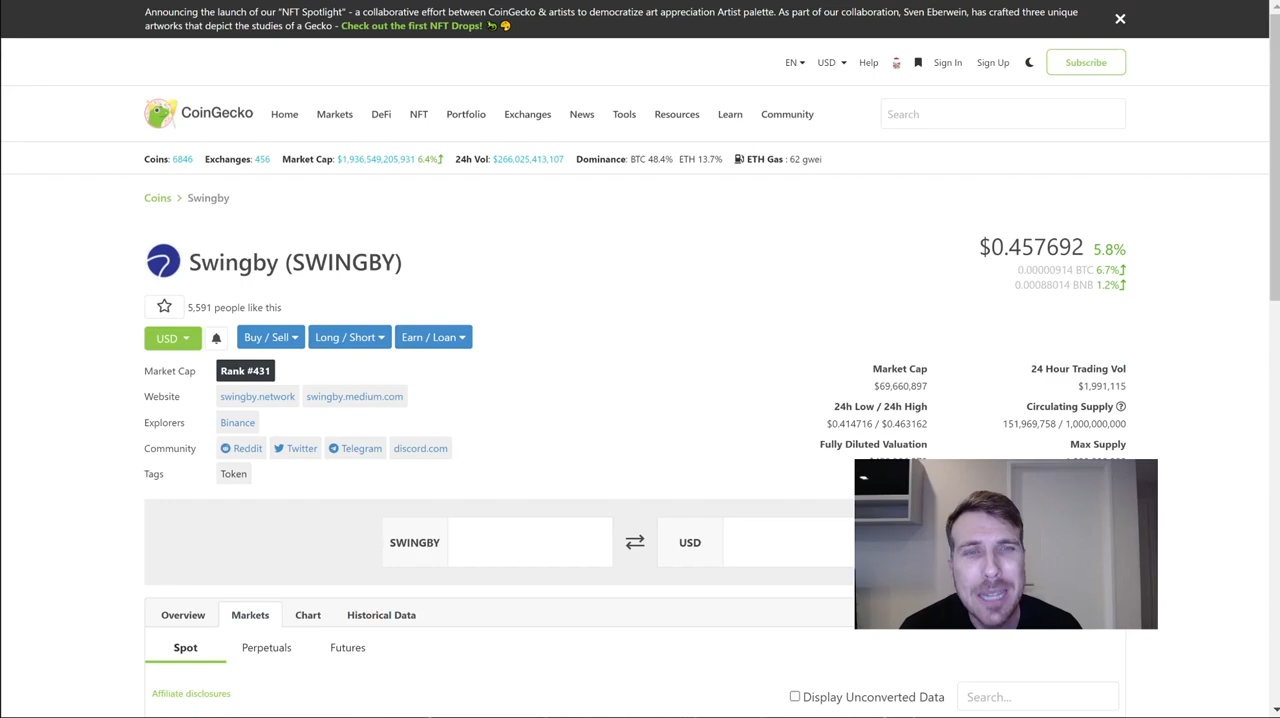 Announcing the launch of our "NFT Spotlight" - a collaborative effort between CoinGecko & artists to democratize art appreciation Artist palette. As part of our collaboration, Sven Eberwein, has crafted three unique
artworks that depict the studies of a Gecko - Check out the first NFT Drops!
EN USD Help Sign In Sign Up Subscribe
CoinGecko Home Markets DeFi NFT Portfolio Exchanges News Tools Resources Learn Community Search
Coins: 6846 Exchanges: 456 Market Cap: $1,936,549,205,931 6.4% 24h Vol: $266,025,413,107 Dominance: BTC 48.4% ETH 13.7% ETH Gas : 62 gwei
Coins > Swingby
Swingby (SWINGBY)
$0.457692 5.8%
0.00000914 BTC 6.7%
0.00088014 BNB 1.2%
5,591 people like this
USD Buy / Sell Long / Short Earn / Loan
Market Cap Rank #431
Website swingby.network swingby.medium.com
Explorers Binance
Community Reddit Twitter Telegram discord.com
Tags Token
Market Cap 24 Hour Trading Vol
$69,660,897 $1,991,115
24h Low / 24h High Circulating Supply
$0.414716 / $0.463162 151,969,758 / 1,000,000,000
Fully Diluted Valuation Max Supply
SWINGBY USD
Overview Markets Chart Historical Data
Spot Perpetuals Futures
Affiliate disclosures Display Unconverted Data Search...